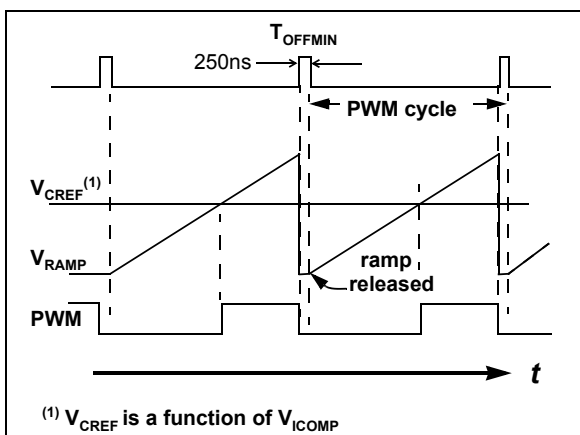 TOFFMIN
250ns
PWM cycle
VCREF(1)
VRAMP
ramp
released
PWM
t
(1) VCREF is a function of VICOMP